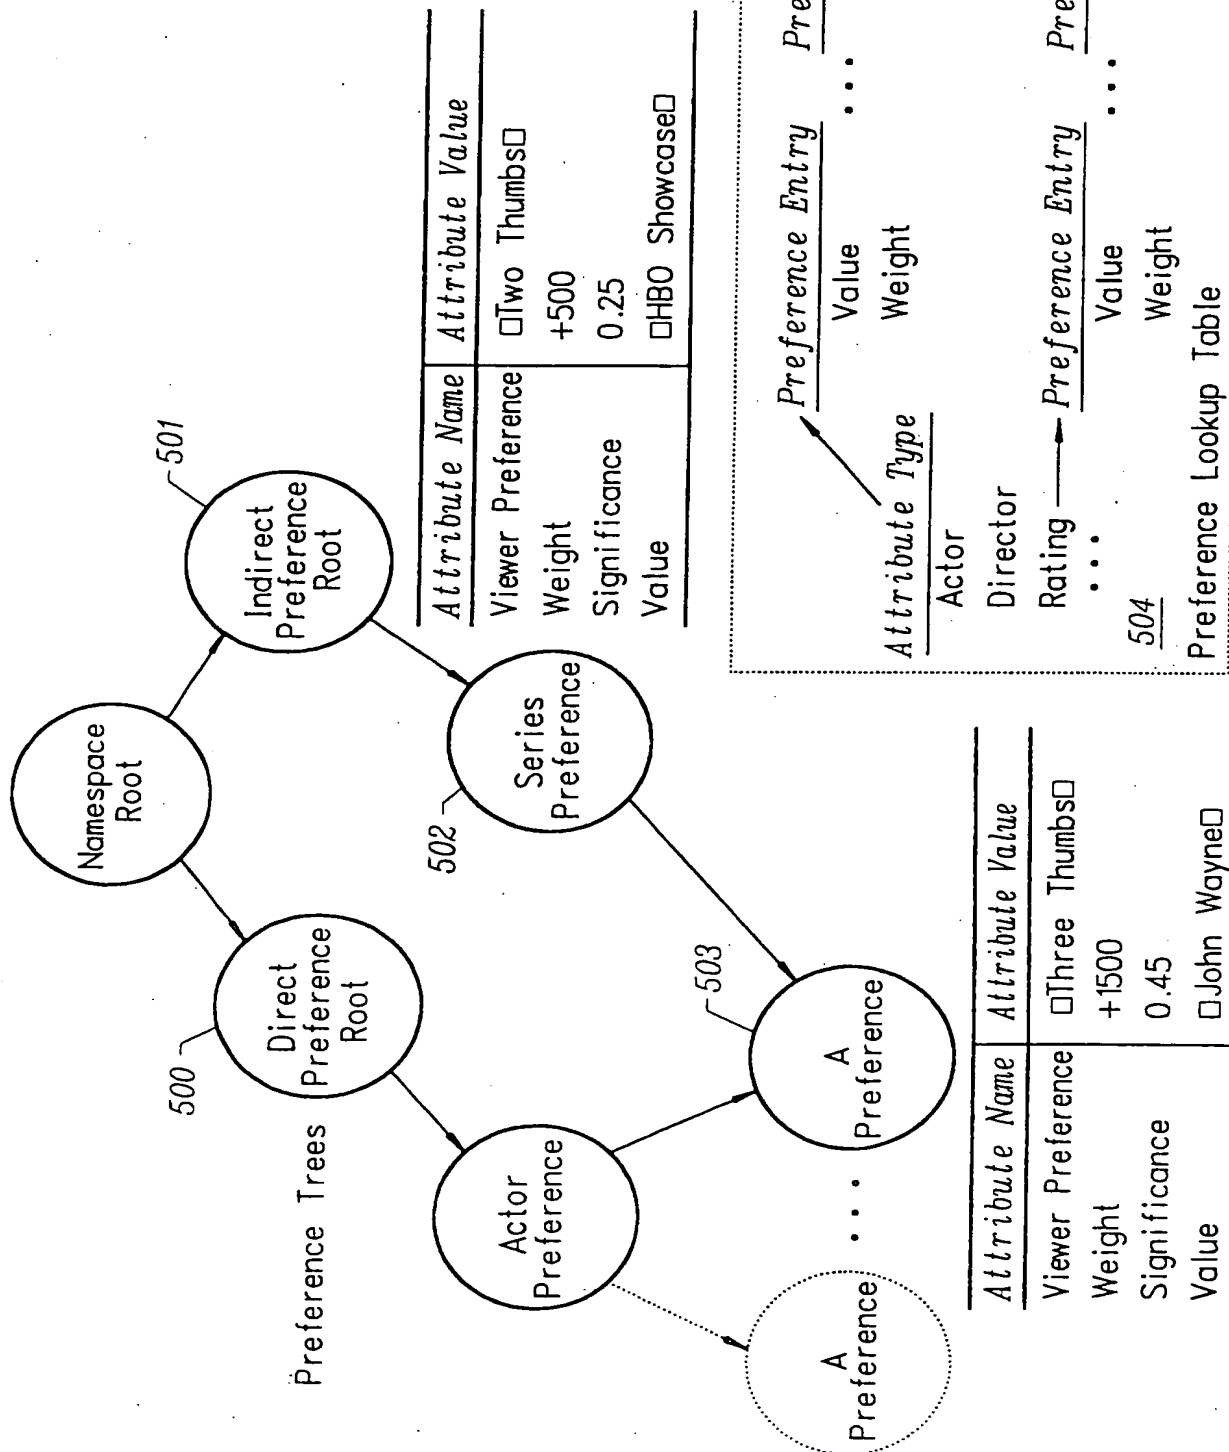 Preference Trees
Namespace
Root
500
Direct
Preference
Root
501
Indirect
Preference
Root
Actor
Preference
502
Series
Preference
A
Preference
• • •
503
A
Preference
Attribute Name Attribute Value
Viewer Preference □Two Thumbs□
Weight +500
Significance 0.25
Value □HBO Showcase□
Attribute Name Attribute Value
Viewer Preference □Three Thumbs□
Weight +1500
Significance 0.45
Value □John Wayne□
Preference Entry
Value • • •
Weight
Attribute Type
Actor
Director
Rating
• • •
Preference Entry
Value • • •
Weight
504
Preference Lookup Table